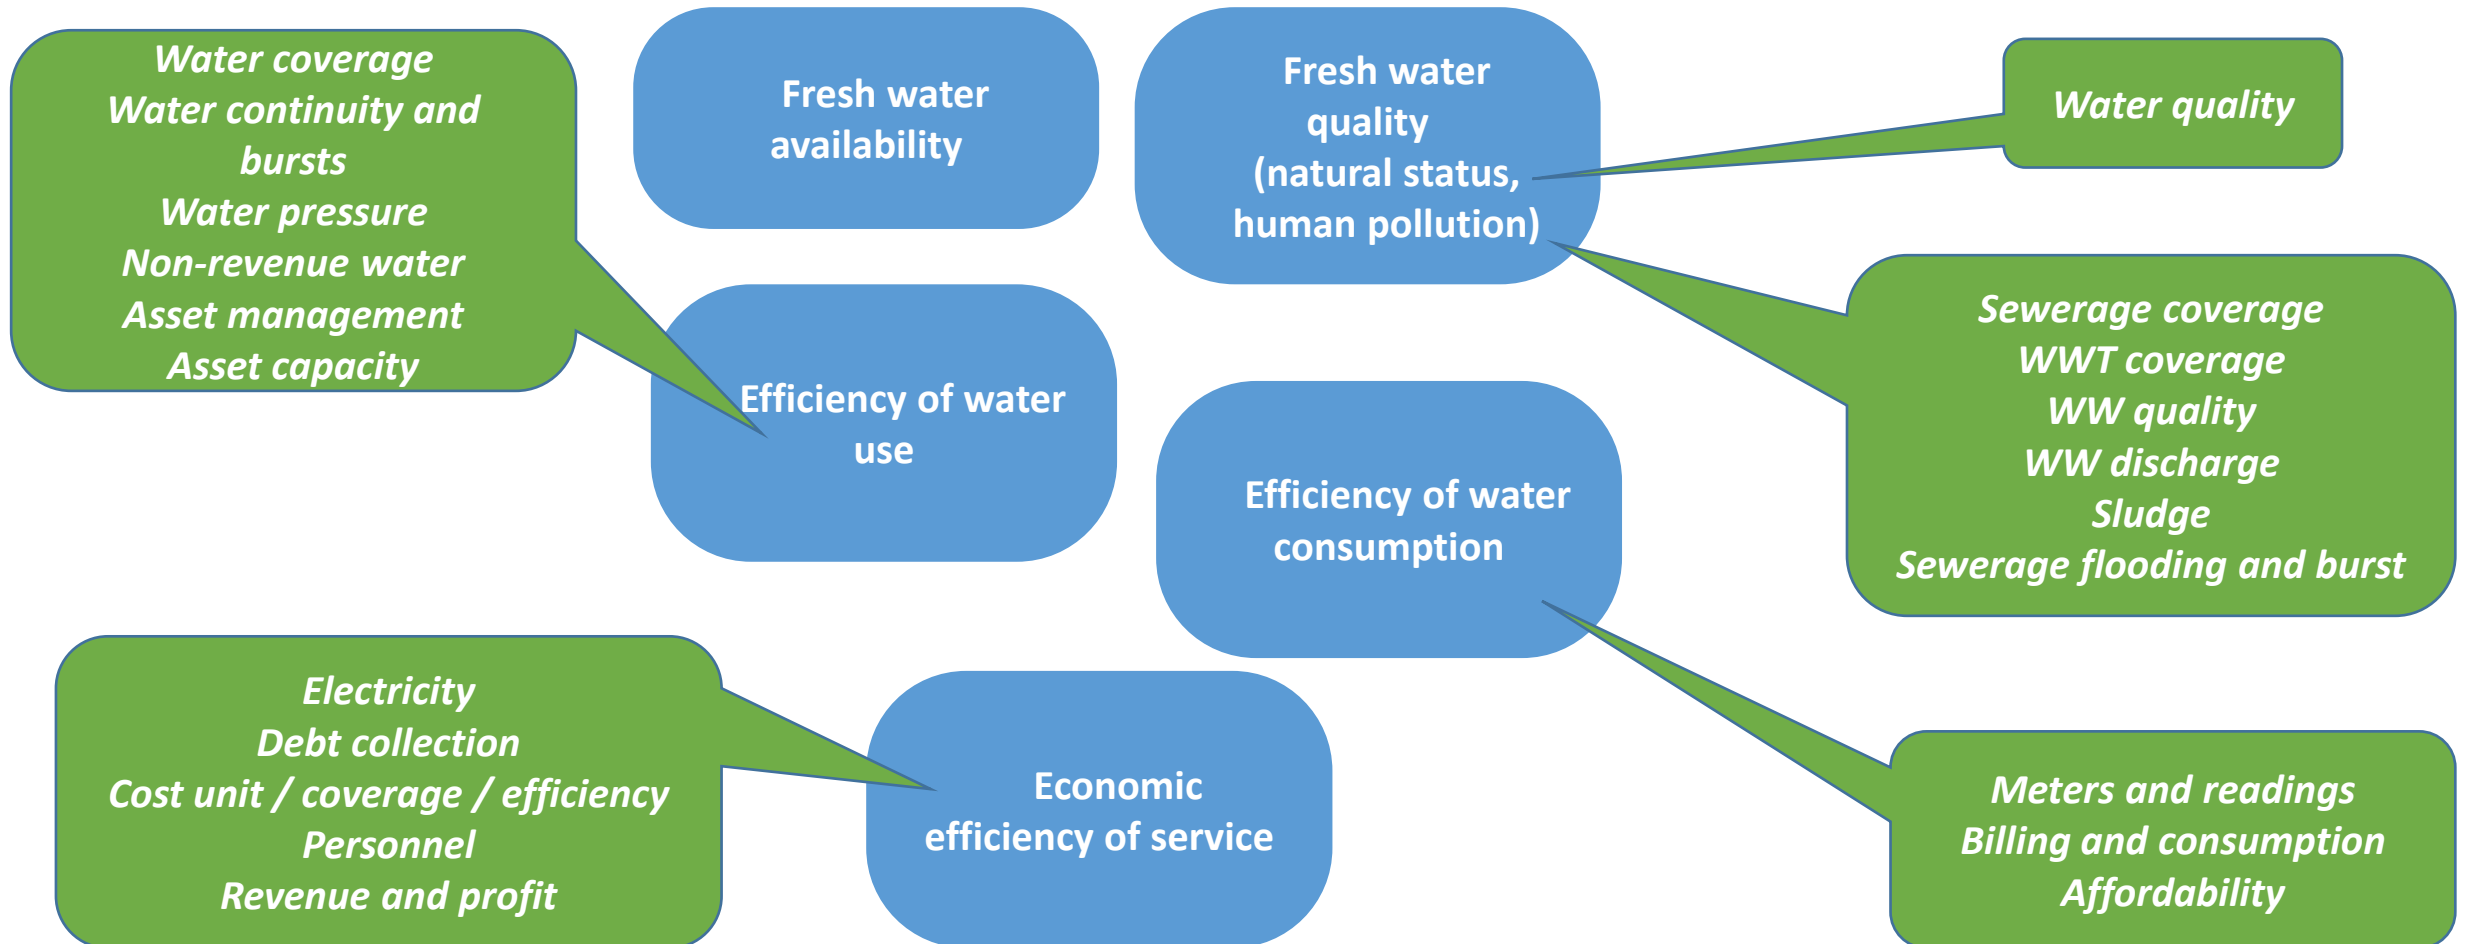 Water coverage
Water continuity and
bursts
Water pressure
Non-revenue water
Asset management
Asset capacity
Fresh water
availability
Fresh water
quality
(natural status,
human pollution)
Water quality
Efficiency of water
use
Efficiency of water
consumption
Sewerage coverage
WWT coverage
WW quality
WW discharge
Sludge
Sewerage flooding and burst
Electricity
Debt collection
Cost unit / coverage / efficiency
Personnel
Revenue and profit
Economic
efficiency of service
Meters and readings
Billing and consumption
Affordability